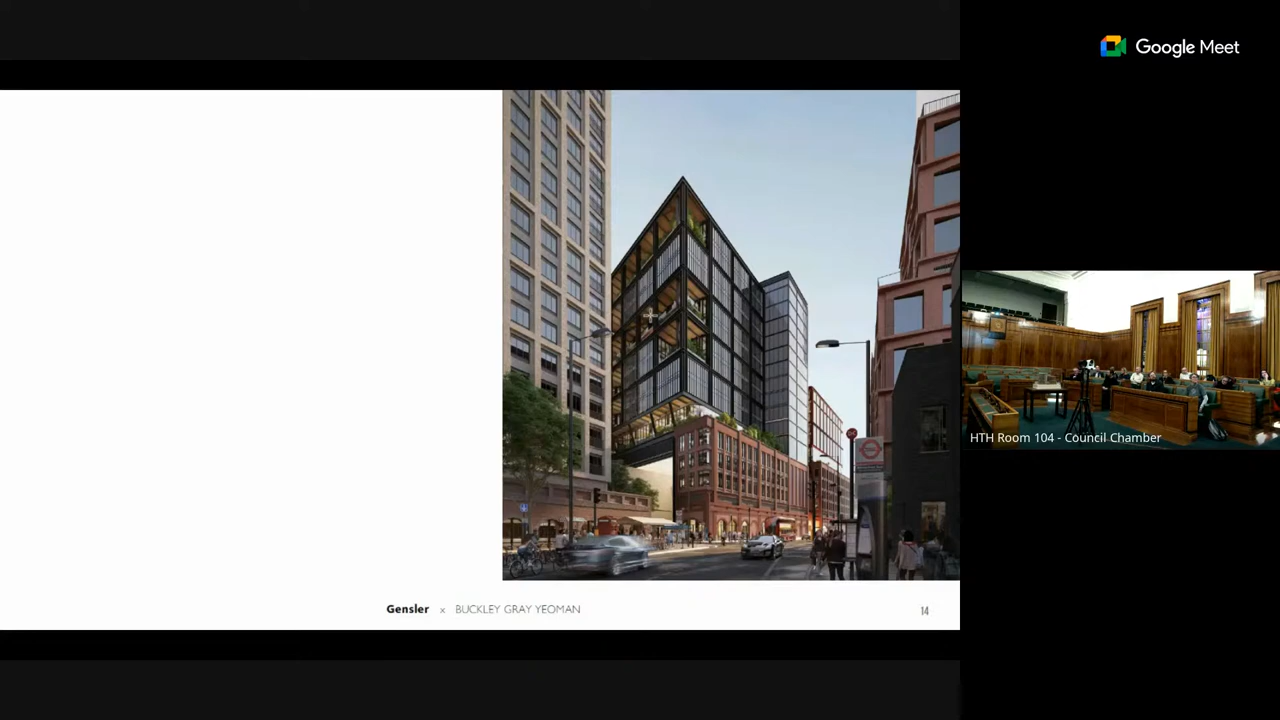 Google Meet
HTH Room 104 - Council Chamber
Gensler x BUCKLEY GRAY YEOMAN
14